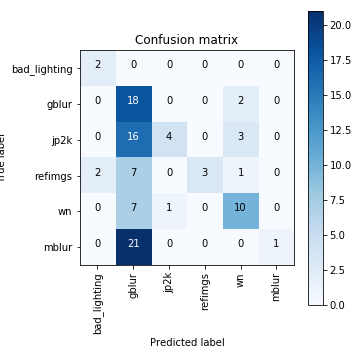 Confusion matrix
bad_lighting 2 0 0 0 0 0
gblur 0 18 0 0 2 0
jp2k 0 16 4 0 3 0
refimgs 2 7 0 3 1 0
wn 0 7 1 0 10 0
mblur 0 21 0 0 0 1
bad_lighting gblur jp2k refimgs wn mblur
Predicted label
label
20.0
17.5
15.0
12.5
10.0
7.5
5.0
2.5
0.0